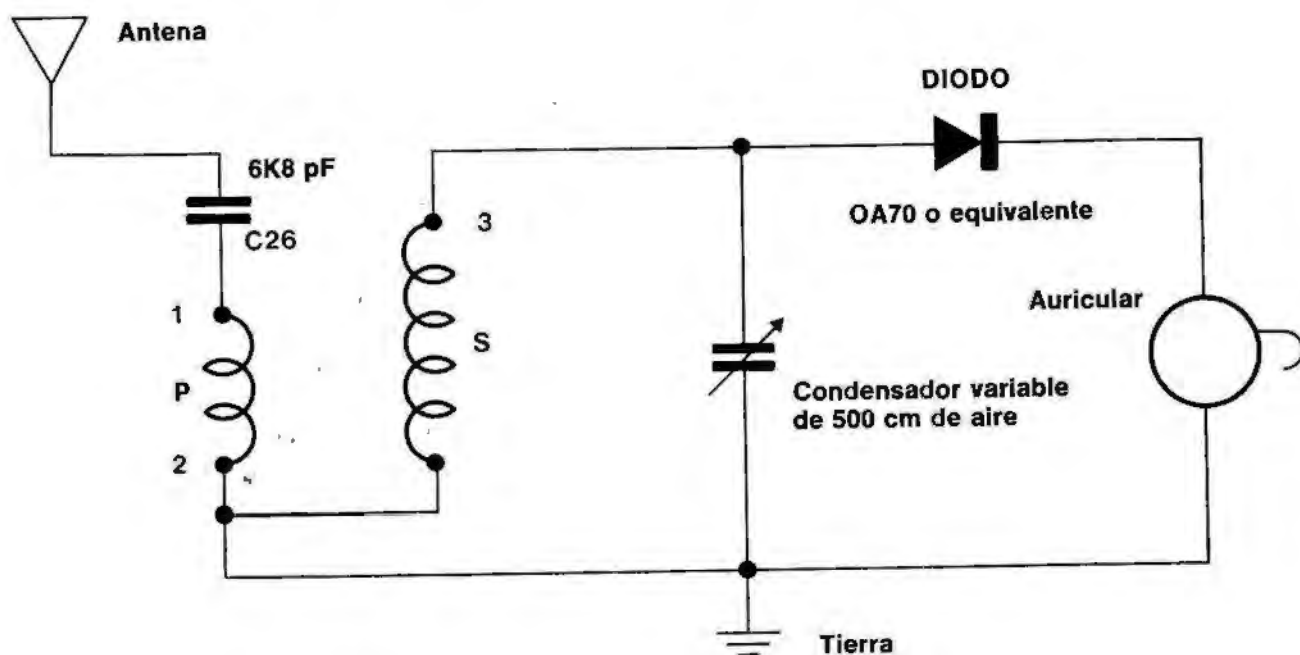 Antena
DIODO
6K8 pF
C26
3
OA70 o equivalente
1
Auricular
S
P
Condensador variable
de 500 cm de aire
2
Tierra